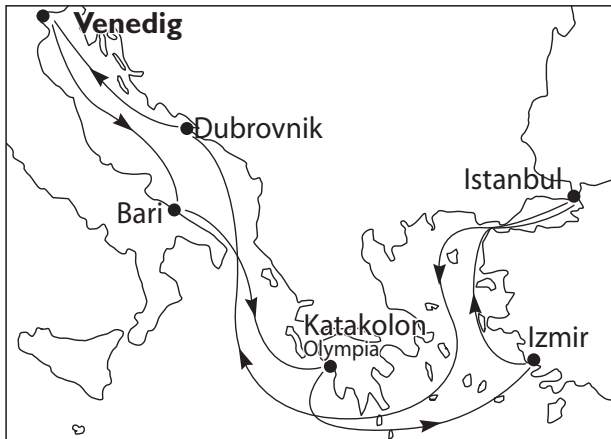 Venedig
Dubrovnik
Istanbul
Bari
Katakolon
Olympia
Izmir